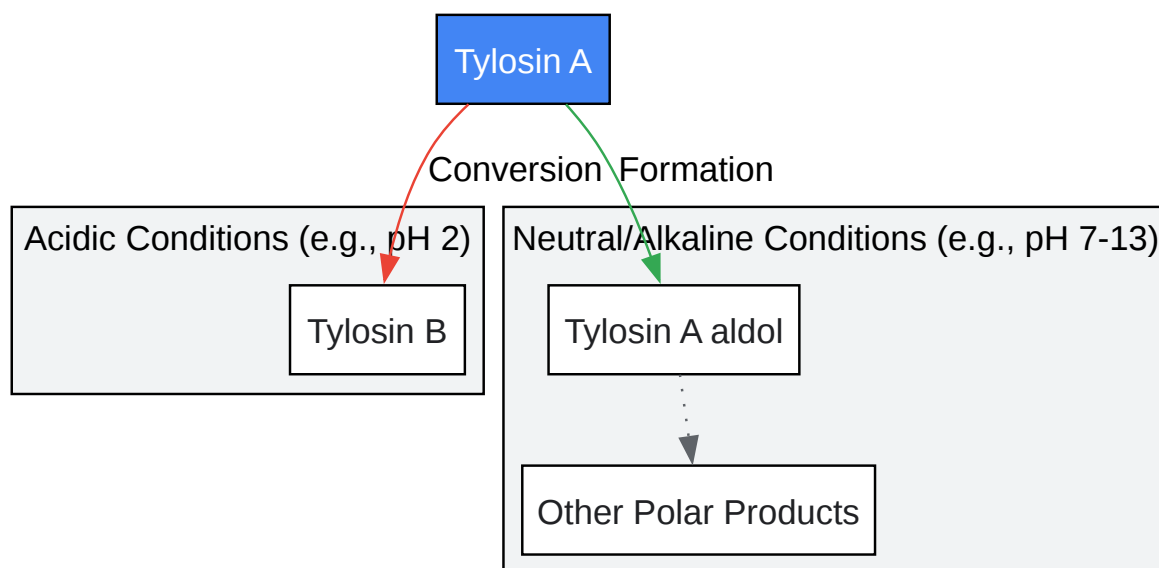 Tylosin A
Conversion
Formation
Acidic Conditions (e.g., pH 2)
Neutral/Alkaline Conditions (e.g., pH 7-13)
Tylosin B
Tylosin A aldol
Other Polar Products